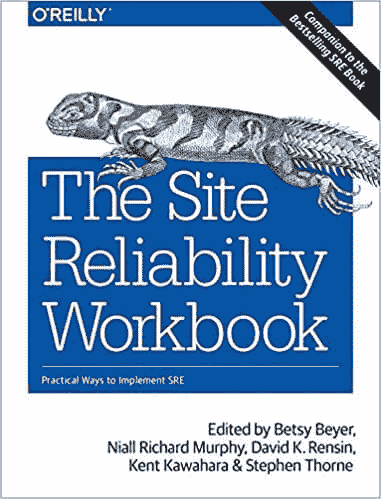 O'REILLY®
Companion to the
Bestselling SRE Book
The Site
Reliability
Workbook
Practical Ways to Implement SRE
Edited by Betsy Beyer,
Niall Richard Murphy, David K. Rensin,
Kent Kawahara & Stephen Thorne